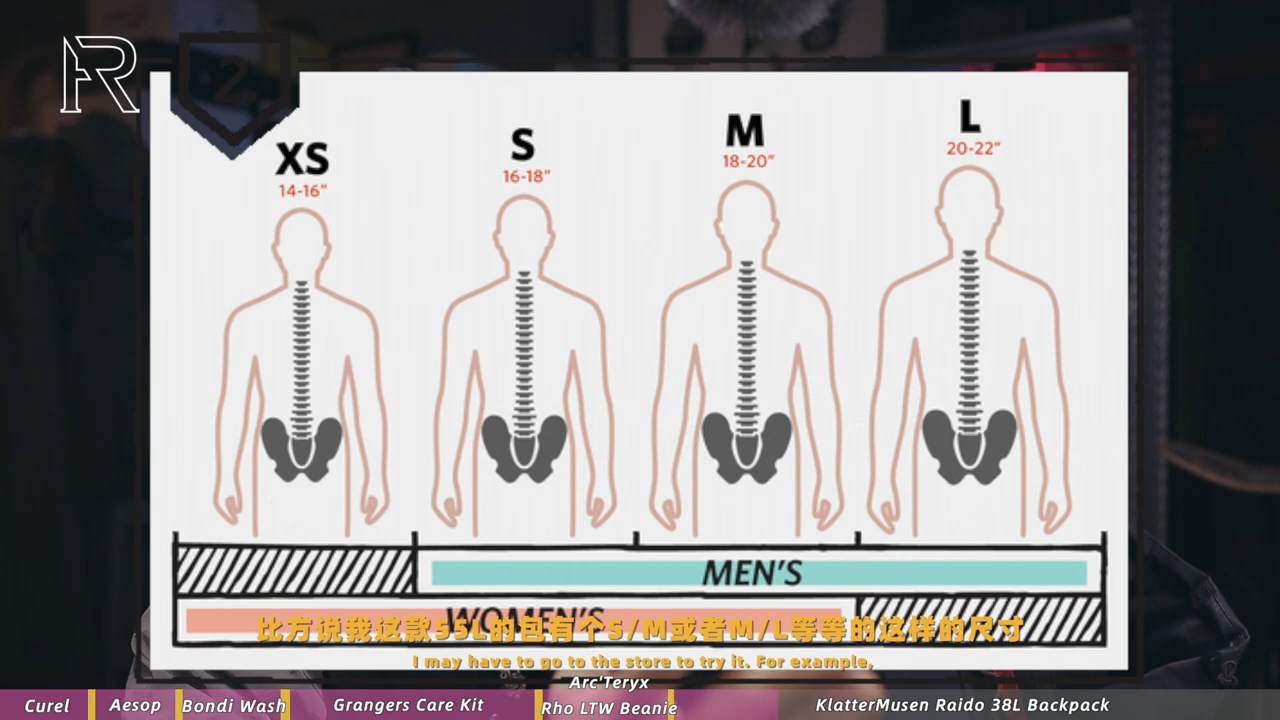 R
2
XS
14-16"
S
16-18"
M
18-20"
L
20-22"
MEN'S
WOMEN'S
比方说我这款55L的包有个S/M或者M/L等等的这样的尺寸
I may have to go to the store to try it. For example,
Curel
Aesop
Bondi Wash
Grangers Care Kit
Arc'Teryx
Rho LTW Beanie
KlatterMusen Raido 38L Backpack